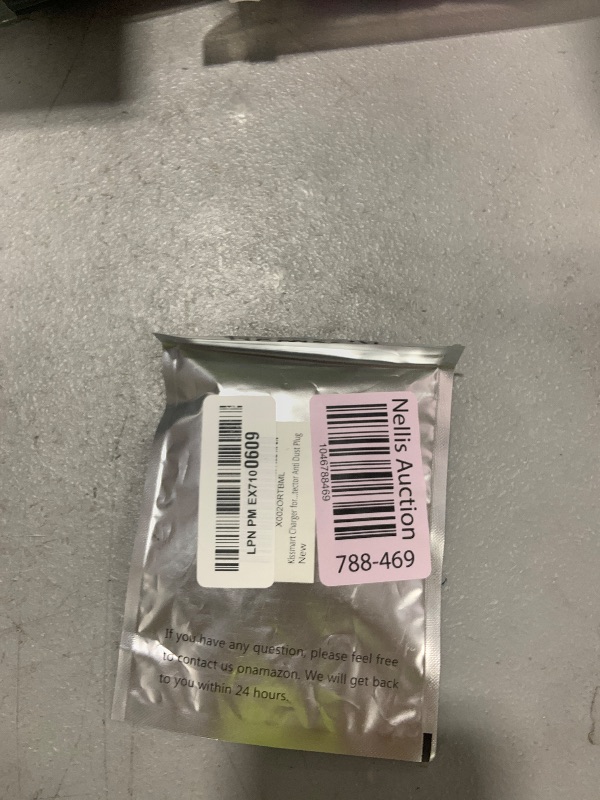 LPN PM EX7100609
X002ORTBML
Kissmart Charger for ...tector Anti Dust Plug
New
Nellis Auction
1046788469
788-469
If you have any question, please feel free
to contact us onamazon. We will get back
to you within 24 hours.